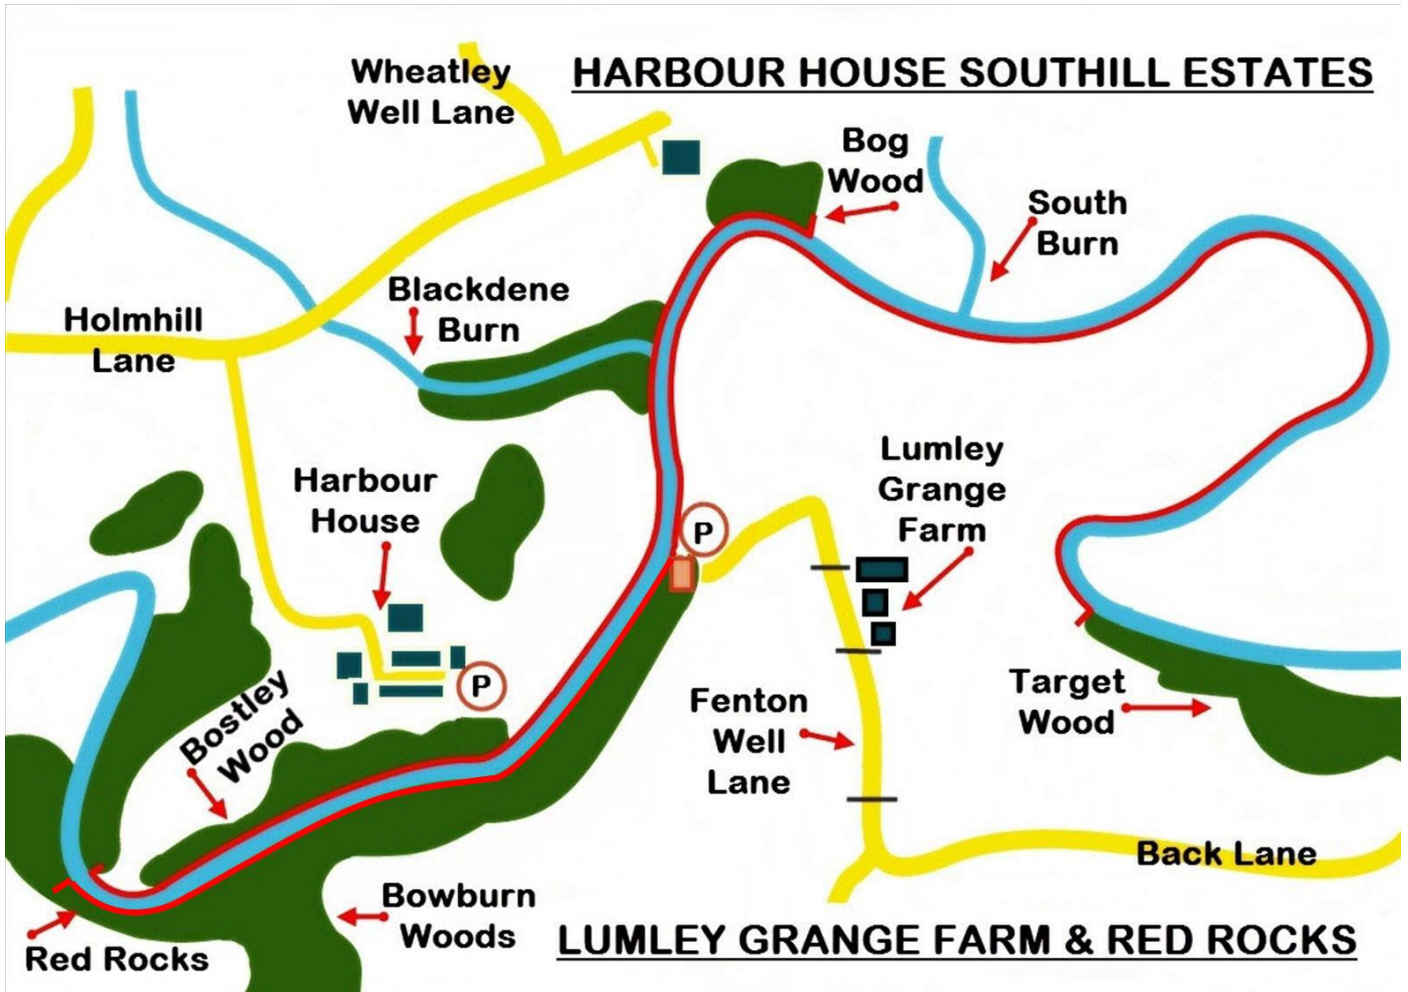 HARBOUR HOUSE SOUTHILL ESTATES
Wheatley
Well Lane
Bog
Wood
South
Burn
Blackdene
Burn
Holmhill
Lane
Harbour
House
Lumley
Grange
Farm
P
P
Bostley
Wood
Fenton
Well
Lane
Target
Wood
Back Lane
Bowburn
Woods
Red Rocks
LUMLEY GRANGE FARM & RED ROCKS